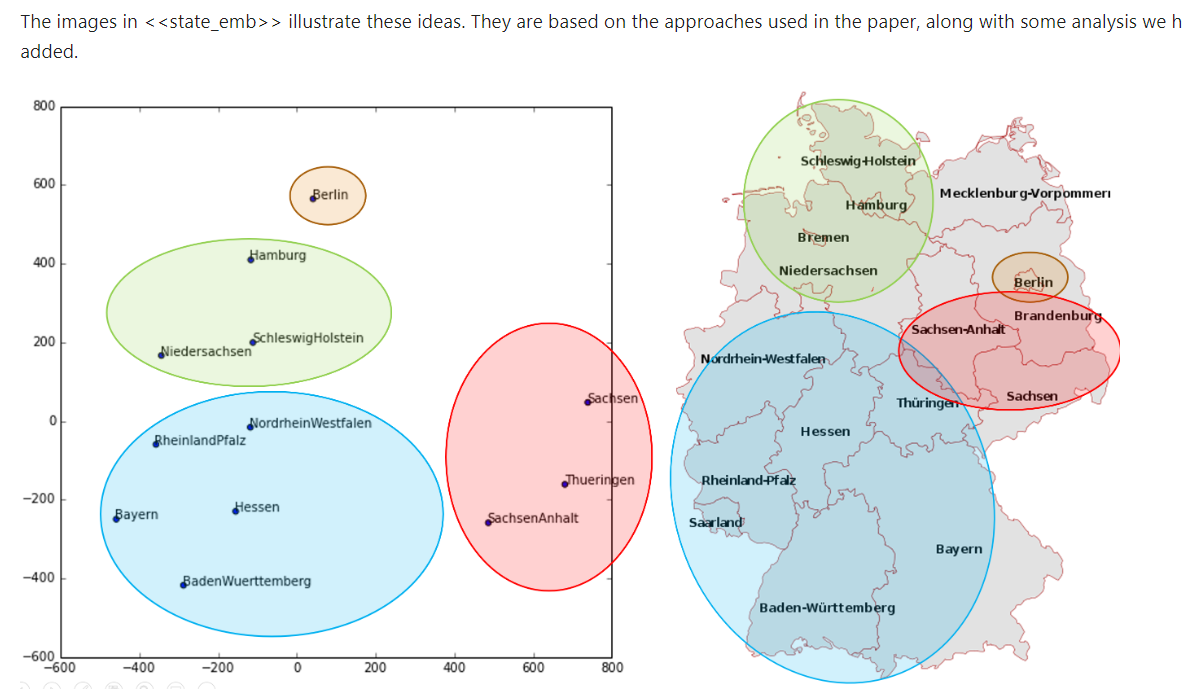 The images in <<state_emb>> illustrate these ideas. They are based on the approaches used in the paper, along with some analysis we h
added.
800
600
400
200
0
−200
−400
−600
−600
−400
−200
0
200
400
600
800
Berlin
Hamburg
SchleswigHolstein
Niedersachsen
NordrheinWestfalen
RheinlandPfalz
Hessen
Bayern
BadenWuerttemberg
Sachsen
Thueringen
SachsenAnhalt
Schleswig-Holstein
Mecklenburg-Vorpommern
Hamburg
Bremen
Niedersachsen
Berlin
Brandenburg
Sachsen-Anhalt
Nordrhein-Westfalen
Sachsen
Thüringen
Hessen
Rheinland-Pfalz
Saarland
Bayern
Baden-Württemberg